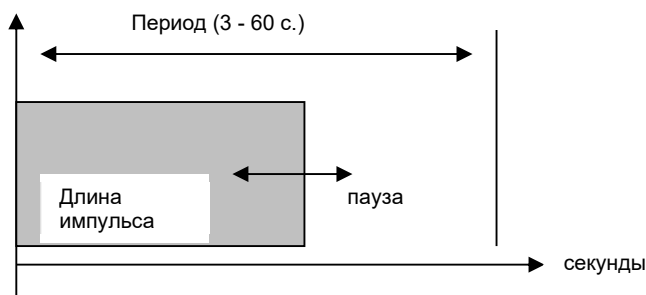 Период (3 - 60 с.)
Длина
импульса
пауза
секунды